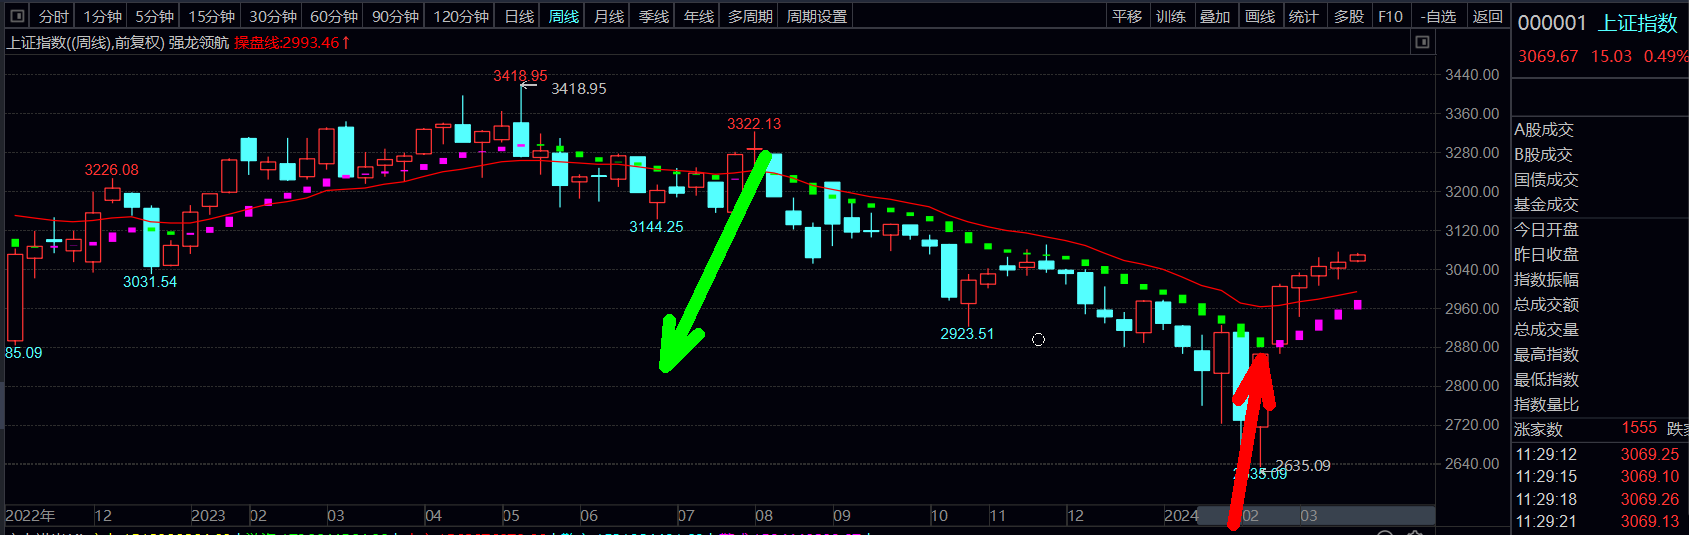 分时 1分钟 5分钟 15分钟 30分钟 60分钟 90分钟 120分钟 日线 周线 月线 季线 年线 多周期 周期设置 平移 训练 叠加 画线 统计 多股 F10 -自选 返回
000001 上证指数
上证指数((周线),前复权) 强龙领航 操盘线:2993.46↑
3069.67 15.03 0.49%
3440.00
3418.95
3418.95
3360.00
3322.13
A股成交
3280.00
B股成交
3226.08
国债成交
3200.00
基金成交
3144.25
3120.00
今日开盘
昨日收盘
3040.00
3031.54
指数振幅
总成交额
2960.00
2923.51
总成交量
2880.00
85.09
最高指数
2800.00
最低指数
指数量比
2720.00
涨家数 1555
11:29:12 3069.25
2640.00
2635.09
11:29:15 3069.10
11:29:18 3069.26
2022年 12 2023 02 03 04 05 06 07 08 09 10 11 12 2024 02 03
11:29:21 3069.13